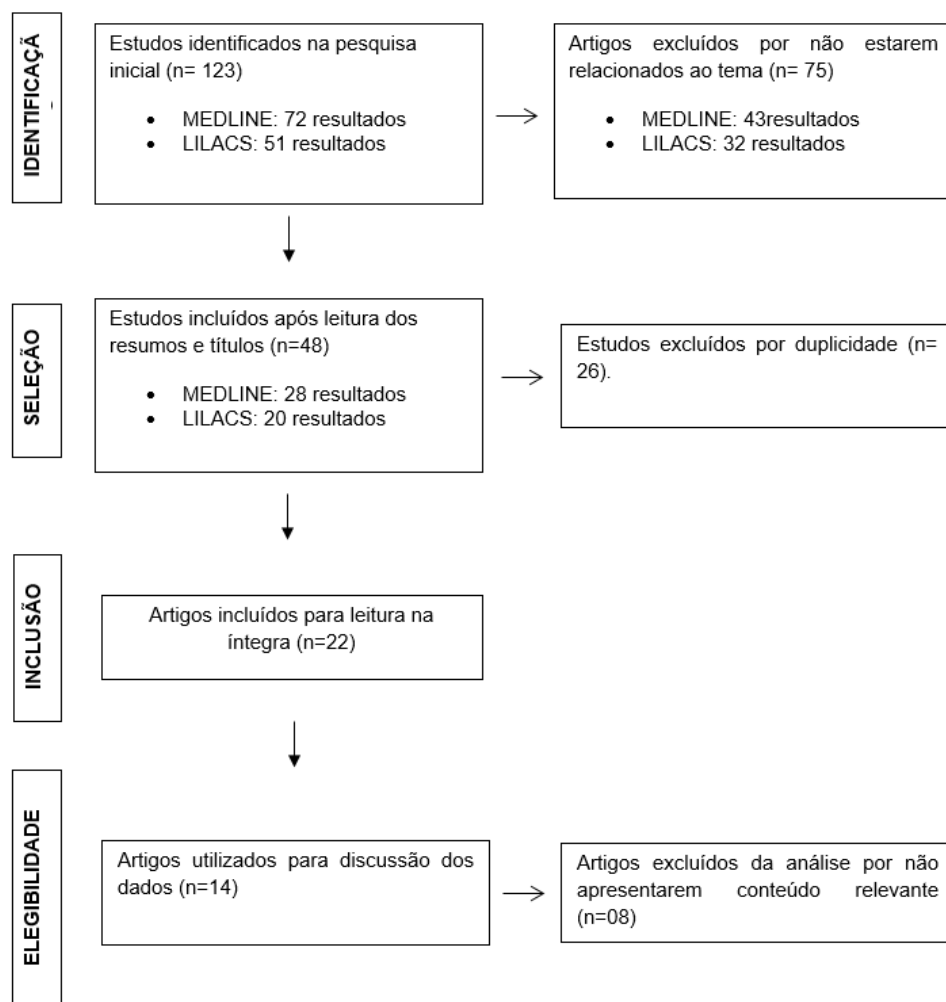 IDENTIFICAÇÃ
Estudos identificados na pesquisa
inicial (n= 123)
• MEDLINE: 72 resultados
• LILACS: 51 resultados
Artigos excluídos por não estarem
relacionados ao tema (n= 75)
• MEDLINE: 43resultados
• LILACS: 32 resultados
SELEÇÃO
Estudos incluídos após leitura dos
resumos e títulos (n=48)
• MEDLINE: 28 resultados
• LILACS: 20 resultados
Estudos excluídos por duplicidade (n=
26).
INCLUSÃO
Artigos incluídos para leitura na
íntegra (n=22)
ELEGIBILIDADE
Artigos utilizados para discussão dos
dados (n=14)
Artigos excluídos da análise por não
apresentarem conteúdo relevante
(n=08)